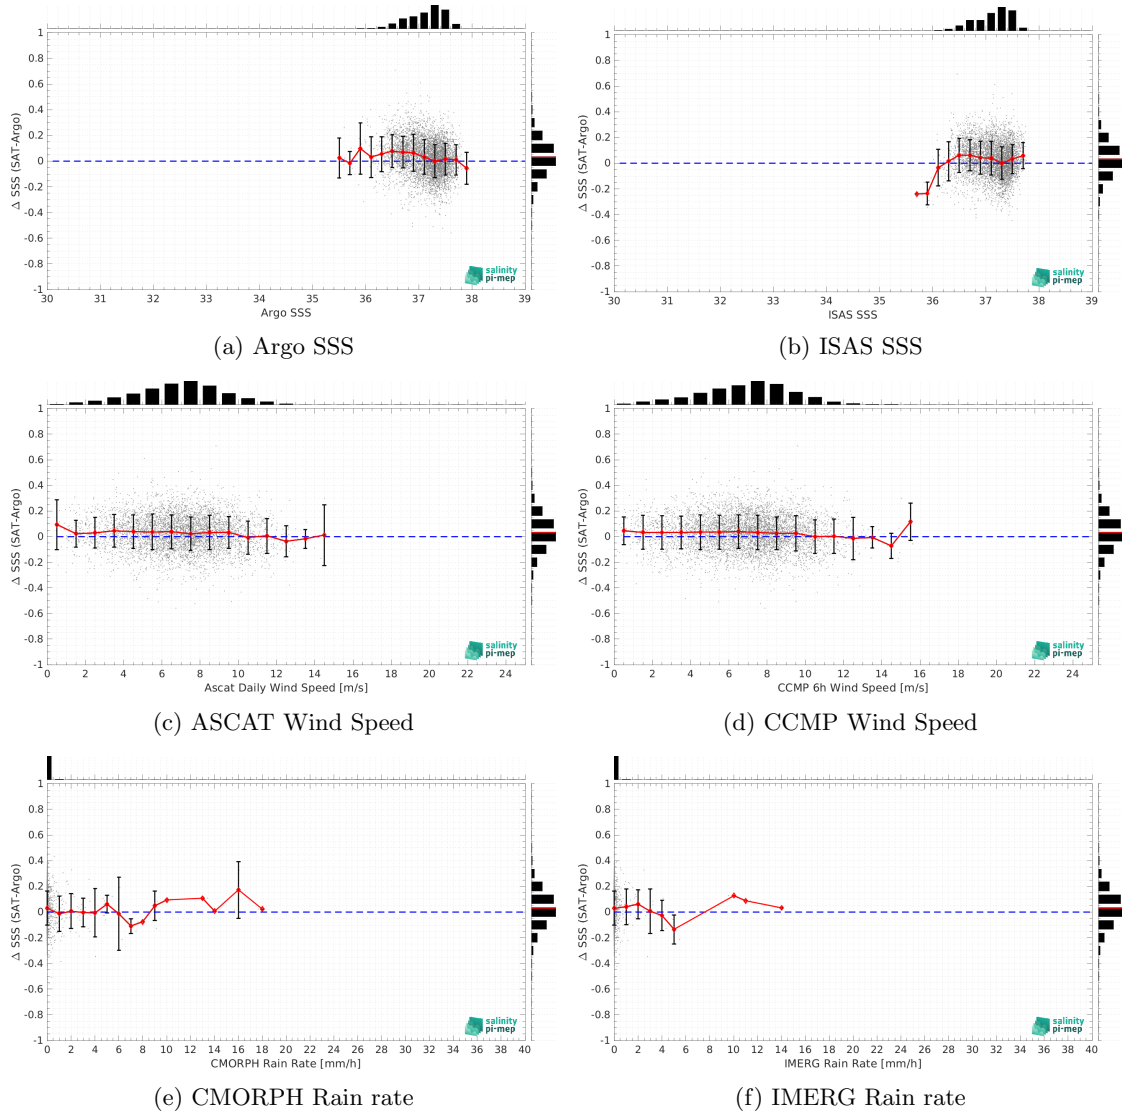 1
0.8
0.6
0.4
0.2
0
-0.2
-0.4
-0.6
-0.8
-1
Δ SSS (SAT-Argo)
30 31 32 33 34 35 36 37 38 39
Argo SSS
salinity
pi-mep
(a) Argo SSS
1
0.8
0.6
0.4
0.2
0
-0.2
-0.4
-0.6
-0.8
-1
Δ SSS (SAT-Argo)
30 31 32 33 34 35 36 37 38 39
ISAS SSS
salinity
pi-mep
(b) ISAS SSS
1
0.8
0.6
0.4
0.2
0
-0.2
-0.4
-0.6
-0.8
-1
Δ SSS (SAT-Argo)
0 2 4 6 8 10 12 14 16 18 20 22 24
Ascat Daily Wind Speed [m/s]
salinity
pi-mep
(c) ASCAT Wind Speed
1
0.8
0.6
0.4
0.2
0
-0.2
-0.4
-0.6
-0.8
-1
Δ SSS (SAT-Argo)
0 2 4 6 8 10 12 14 16 18 20 22 24
CCMP 6h Wind Speed [m/s]
salinity
pi-mep
(d) CCMP Wind Speed
1
0.8
0.6
0.4
0.2
0
-0.2
-0.4
-0.6
-0.8
-1
Δ SSS (SAT-Argo)
0 2 4 6 8 10 12 14 16 18 20 22 24 26 28 30 32 34 36 38 40
CMORPH Rain Rate [mm/h]
salinity
pi-mep
(e) CMORPH Rain rate
1
0.8
0.6
0.4
0.2
0
-0.2
-0.4
-0.6
-0.8
-1
Δ SSS (SAT-Argo)
0 2 4 6 8 10 12 14 16 18 20 22 24 26 28 30 32 34 36 38 40
IMERG Rain Rate [mm/h]
salinity
pi-mep
(f) IMERG Rain rate